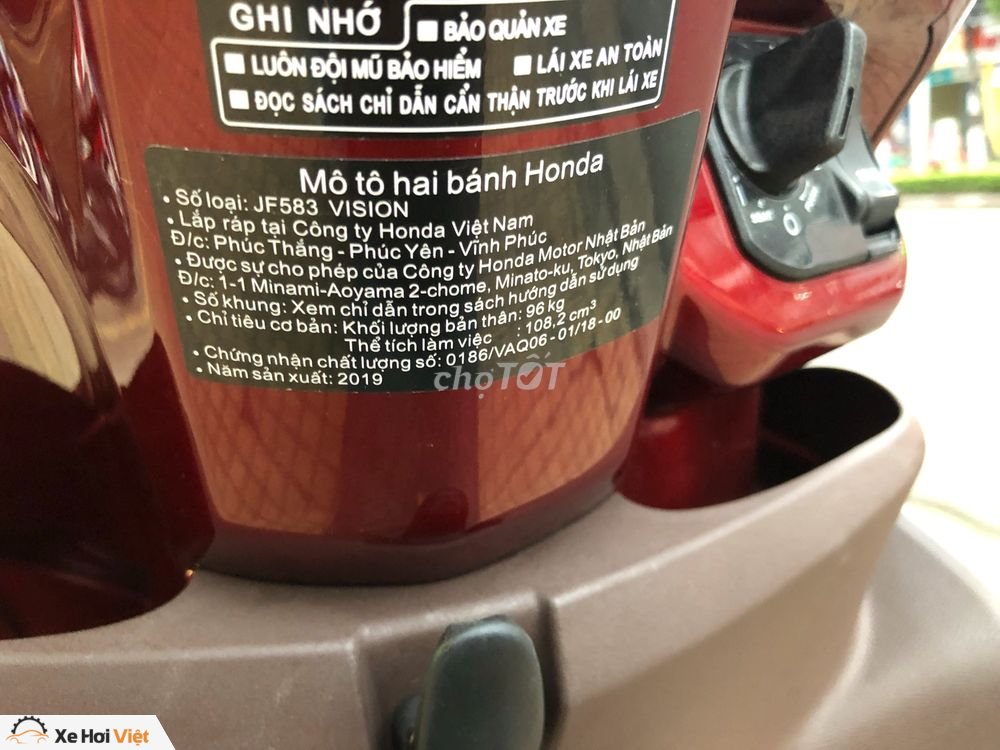 GHI NHỚ
■ BẢO QUẢN XE
■ LUÔN ĐỘI MŨ BẢO HIỂM ■ LÁI XE AN TOÀN
■ ĐỌC SÁCH CHỈ DẪN CẨN THẬN TRƯỚC KHI LÁI XE
Mô tô hai bánh Honda
• Số loại: JF583 VISION
• Lắp ráp tại Công ty Honda Việt Nam
Đ/c: Phúc Thắng - Phúc Yên - Vĩnh Phúc
• Được sự cho phép của Công ty Honda Motor Nhật Bản
Đ/c: 1-1 Minami-Aoyama 2-chome, Minato-ku, Tokyo, Nhật Bản
• Số khung: Xem chỉ dẫn trong sách hướng dẫn sử dụng
• Chỉ tiêu cơ bản: Khối lượng bản thân: 96 kg
Thể tích làm việc : 108,2 cm³
• Chứng nhận chất lượng số: 0186/VAQ06-01/18-00
• Năm sản xuất: 2019
chợTỐT
Xe Hơi Việt